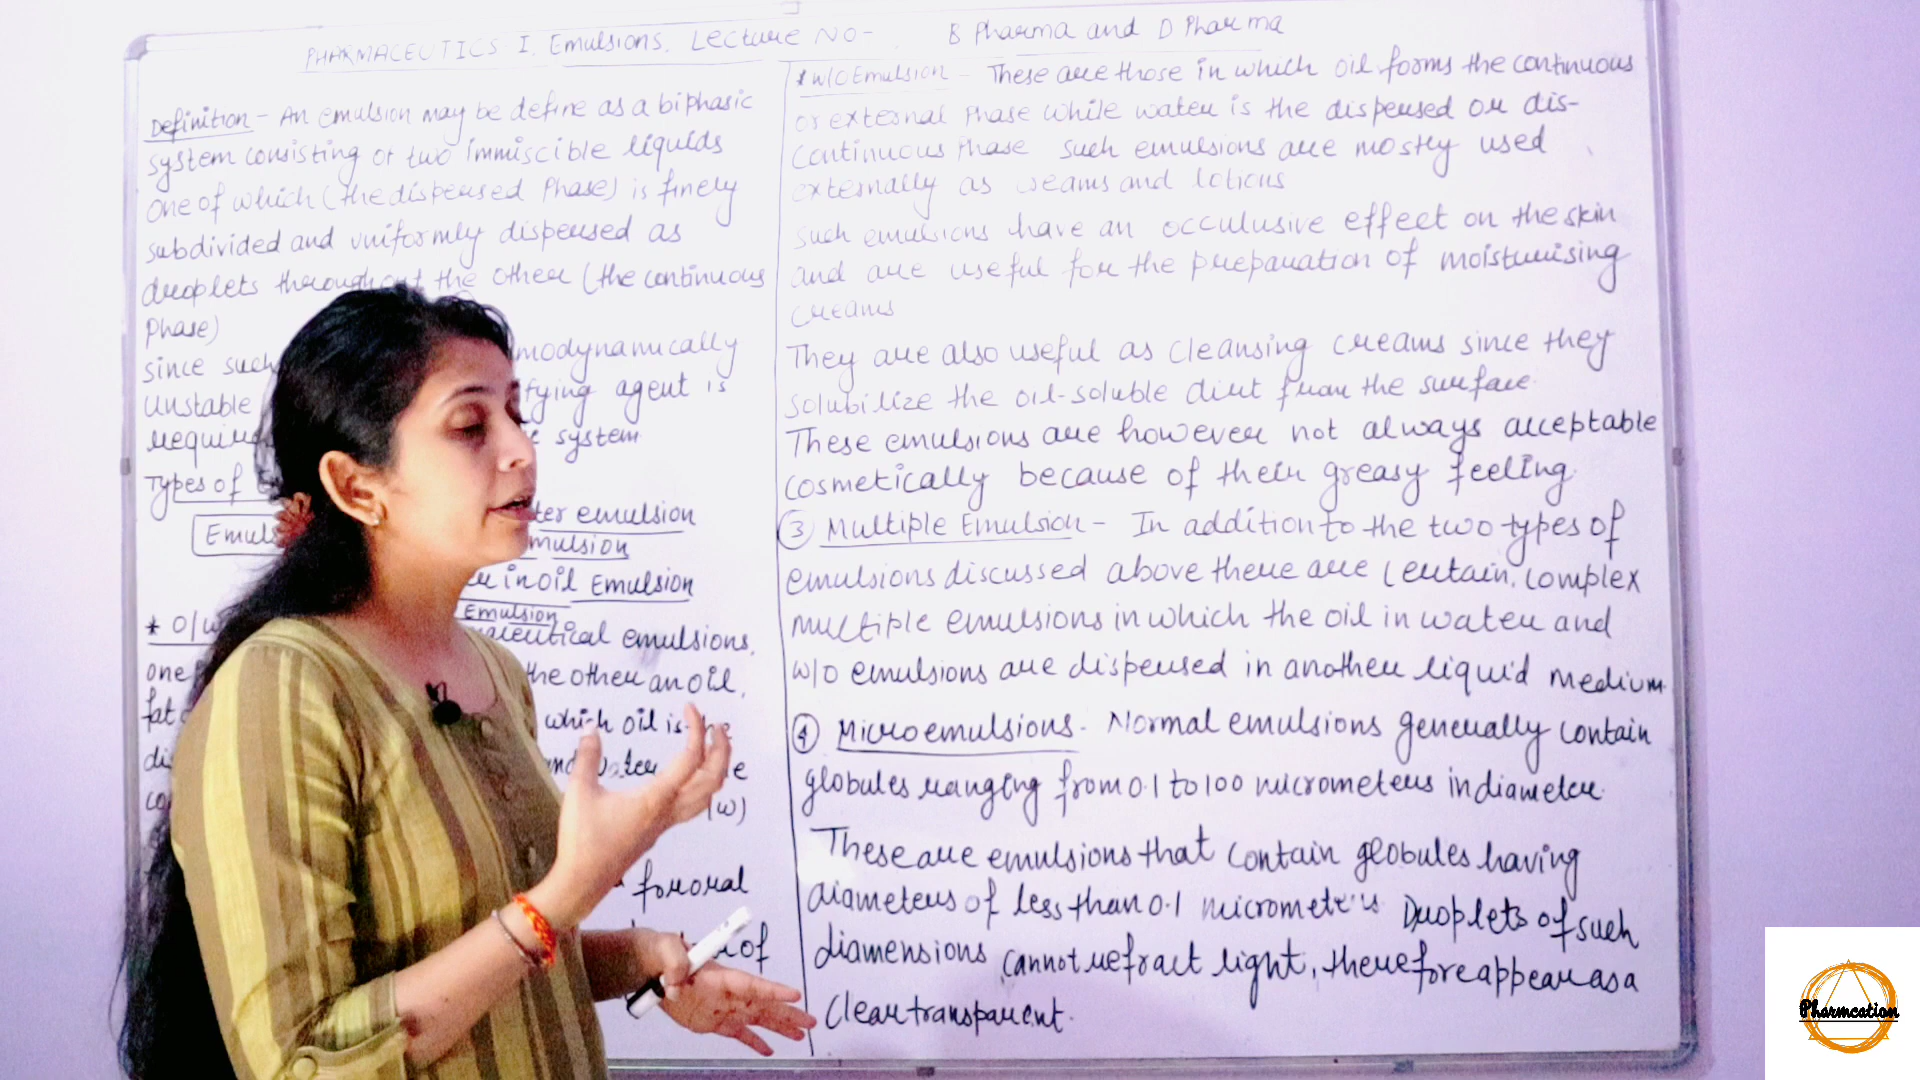 PHARMACEUTICS I. Emulsions. Lecture NO- B Pharma and D Pharma
Definition - An emulsion may be define as a biphasic
system consisting of two immiscible liquids
one of which (the dispersed Phase) is finely
subdivided and uniformly dispersed as
droplets throughout the other (the continuous
Phase)
since such modynamically
Unstable fying agent is
system.
Types of
Emuls ter emulsion
mulsion
in oil Emulsion
Emulsion
* O/W
ceutical emulsions,
one the other an oil,
fat which oil is the
di and water
co (w)
for oral
of
* W/O Emulsion - These are those in which oil forms the continuous
or external Phase while water is the dispersed or dis-
continuous Phase such emulsions are mostly used
externally as creams and lotions
such emulsions have an occulusive effect on the skin
and are useful for the preparation of moisturising
creams
They are also useful as cleansing creams since they
solubilize the oil-soluble dirt from the surface.
These emulsions are however not always acceptable
cosmetically because of their greasy feeling.
③ Multiple Emulsion - In addition to the two types of
emulsions discussed above there are certain, complex
multiple emulsions in which the oil in water and
w/o emulsions are dispersed in another liquid medium.
④ Microemulsions - Normal emulsions generally contain
globules ranging from 0.1 to 100 micrometers in diameter.
These are emulsions that contain globules having
diameters of less than 0.1 micrometers Droplets of such
diamensions cannot refract light, therefore appear as a
clear transparent.
Pharmcation